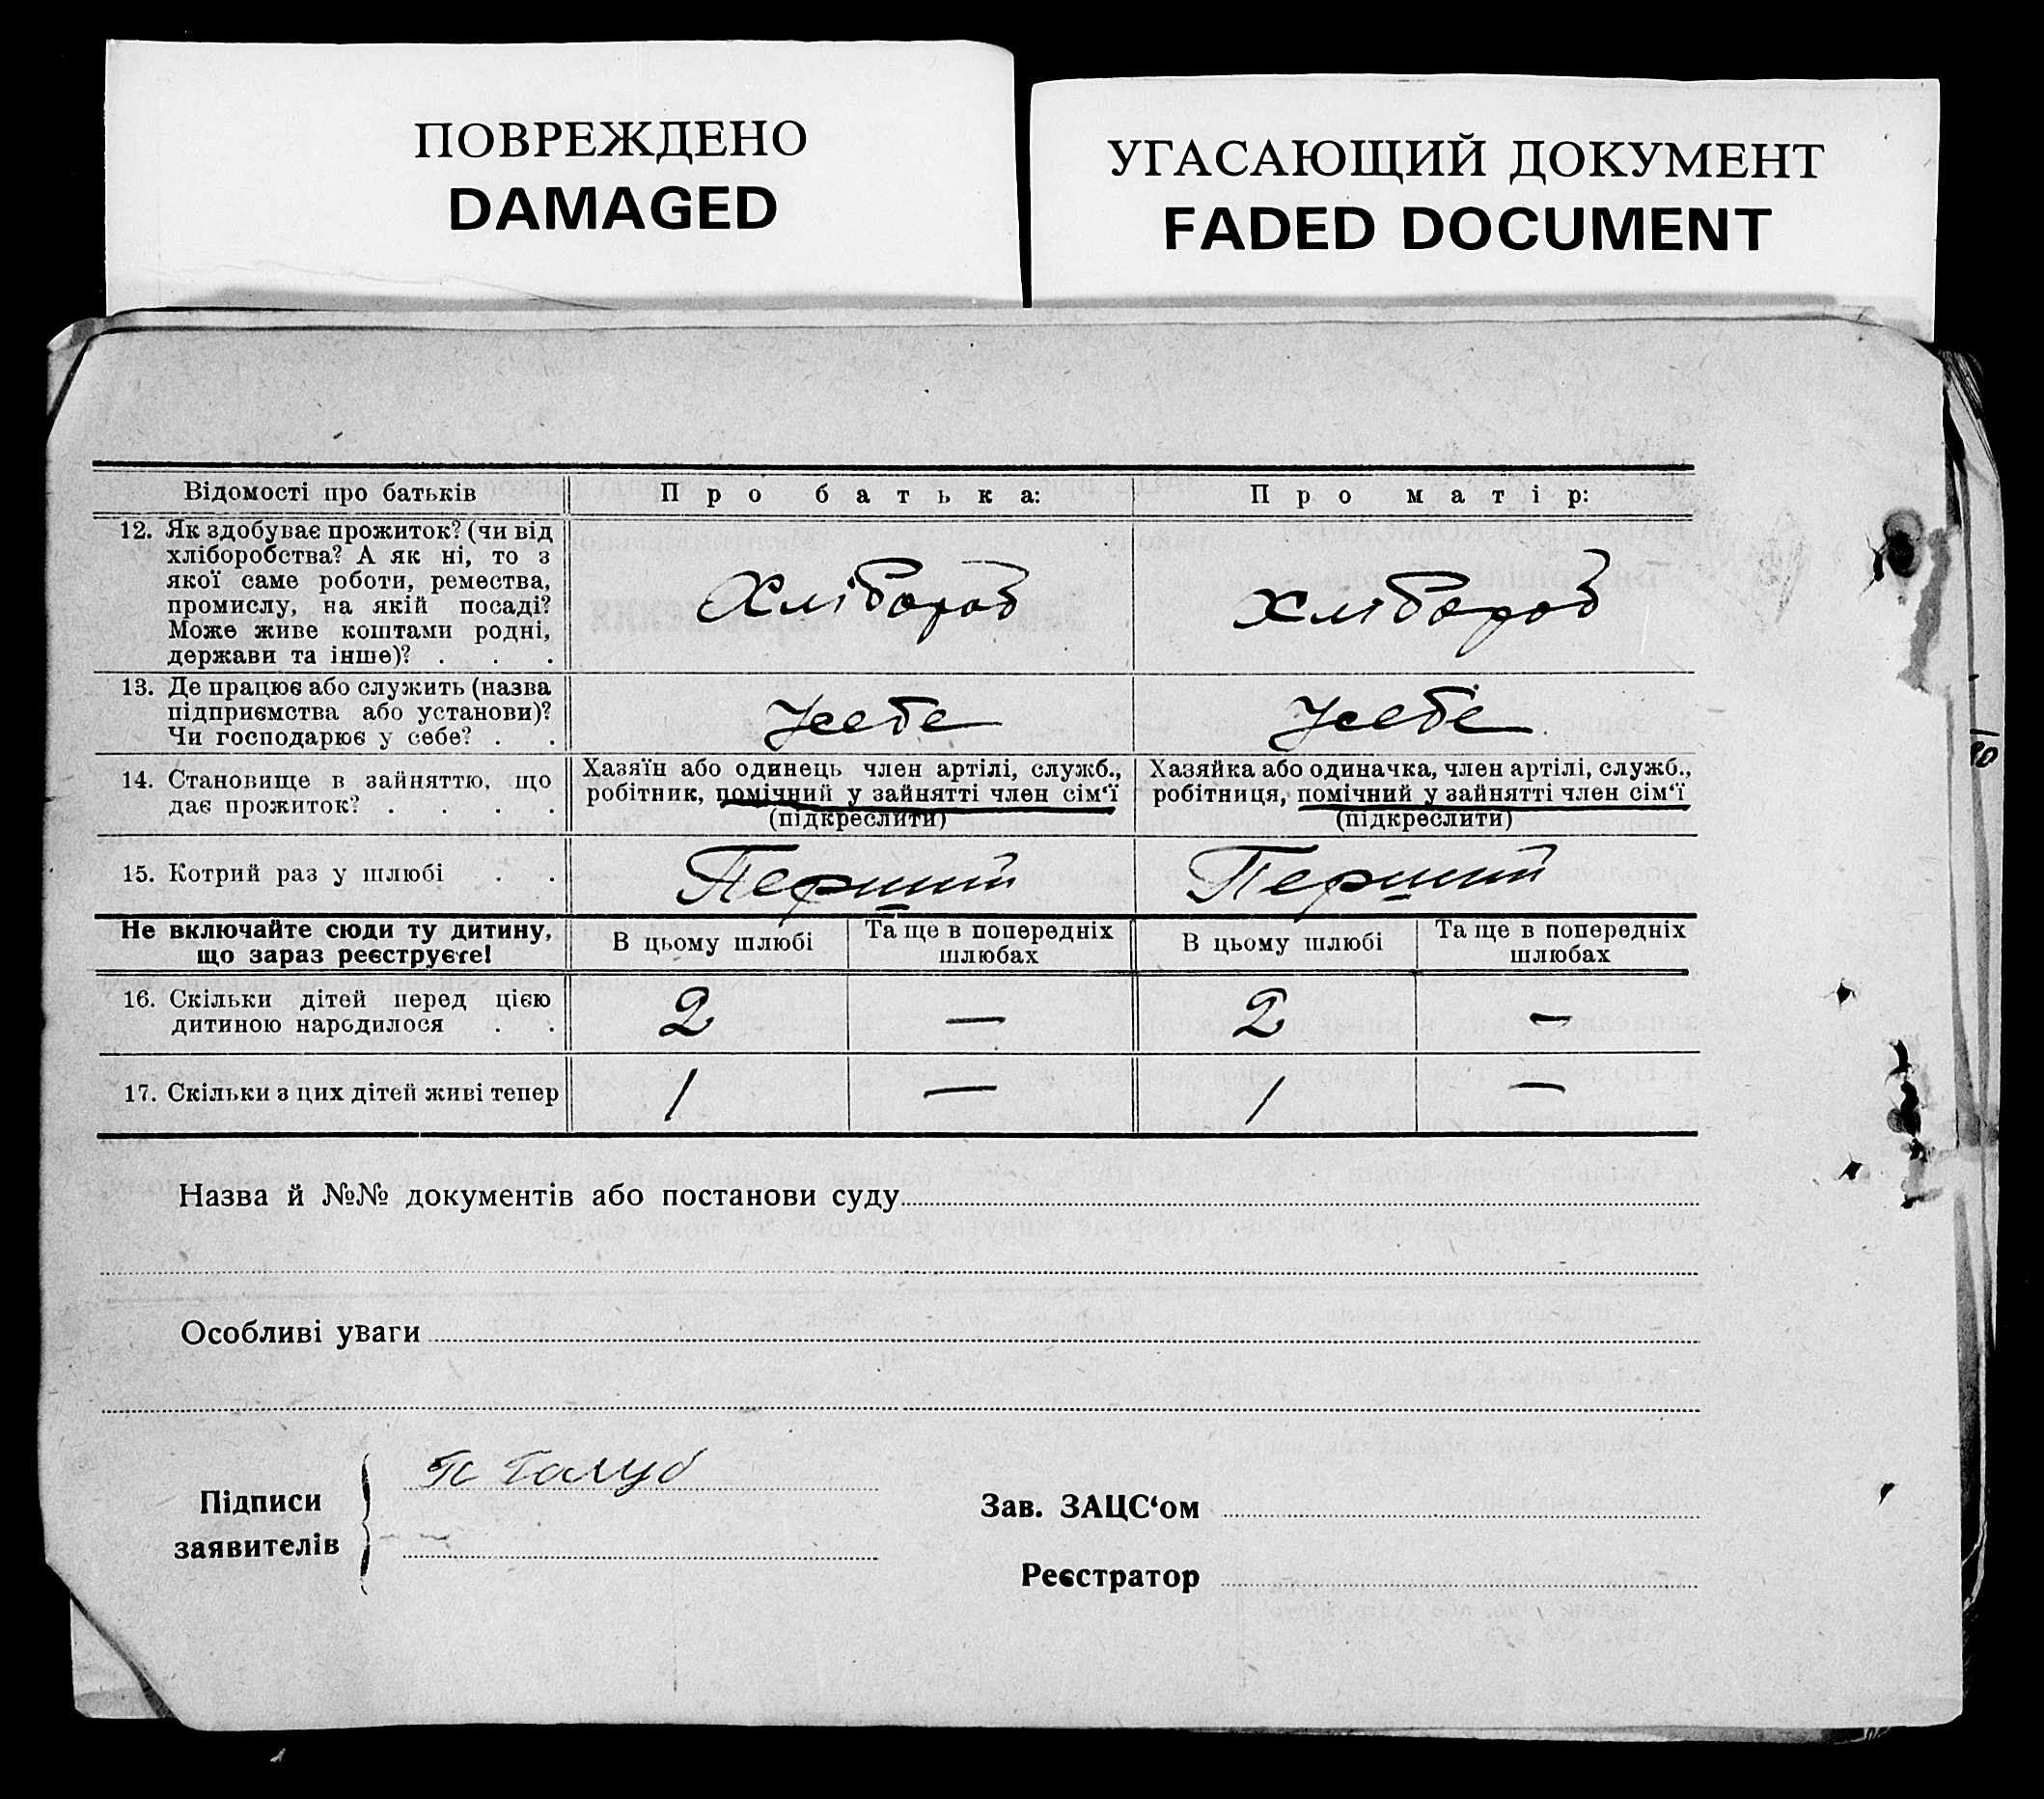 ПОВРЕЖДЕНО
DAMAGED
УГАСАЮЩИЙ ДОКУМЕНТ
FADED DOCUMENT
Відомості про батьків
Про батька:
Про матір:
12. Як здобуває прожиток? (чи від
хліборобства? А як ні, то з
якої саме роботи, ремества,
промислу, на якій посаді?
Може живе коштами родні,
держави та інше)? . . .
Хлібороб
Хлібороб
13. Де працює або служить (назва
підприємства або установи)?
Чи господарює у себе? . .
Усебе
Усебе
14. Становище в зайняттю, що
дає прожиток? . . . .
Хазяїн або одинець член артілі, служб.,
робітник, помічний у зайнятті член сім'ї
(підкреслити)
Хазяйка або одиначка, член артілі, служб.,
робітниця, помічний у зайнятті член сім'ї
(підкреслити)
15. Котрий раз у шлюбі . .
Перший
Перший
Не включайте сюди ту дитину,
що зараз реєструєте!
В цьому шлюбі
Та ще в попередніх
шлюбах
В цьому шлюбі
Та ще в попередніх
шлюбах
16. Скільки дітей перед цією
дитиною народилося . .
2
—
2
—
17. Скільки з цих дітей живі тепер
1
—
1
—
Назва й №№ документів або постанови суду
Особливі уваги
Підписи
заявителів
Голуб
Зав. ЗАЦС'ом
Реєстратор